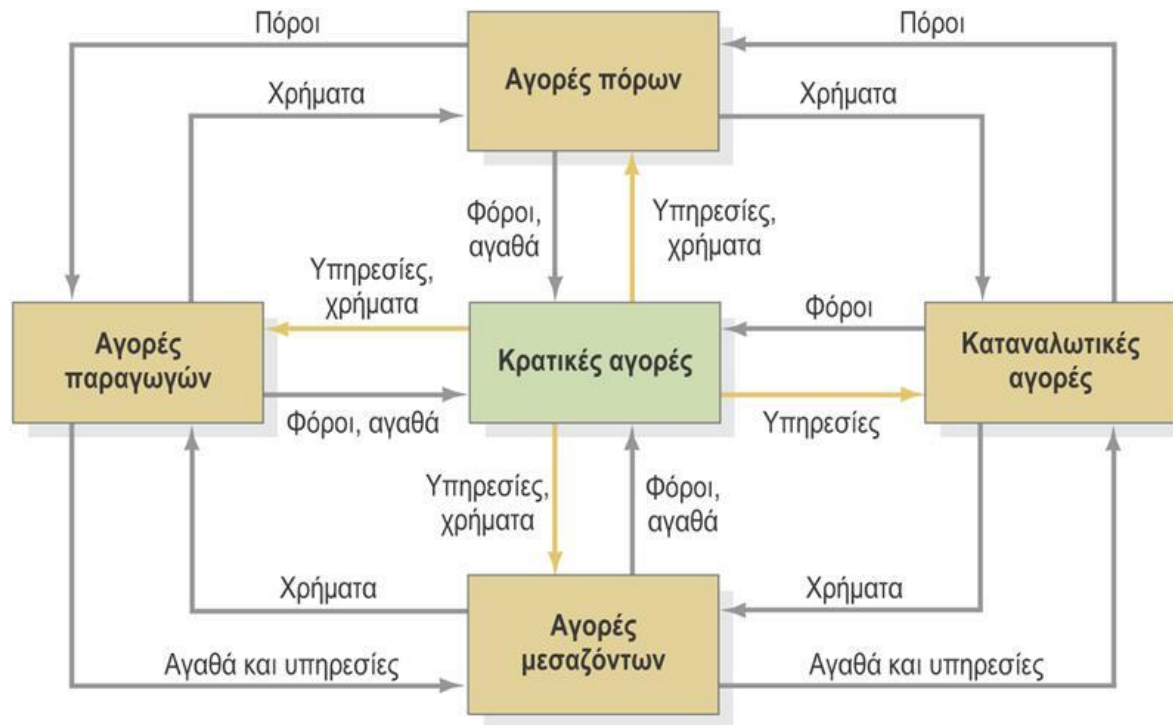 Πόροι
Πόροι
Αγορές πόρων
Χρήματα
Χρήματα
Φόροι,
αγαθά
Υπηρεσίες,
χρήματα
Υπηρεσίες,
χρήματα
Φόροι
Αγορές
παραγωγών
Κρατικές αγορές
Καταναλωτικές
αγορές
Φόροι, αγαθά
Υπηρεσίες
Υπηρεσίες,
χρήματα
Φόροι,
αγαθά
Χρήματα
Χρήματα
Αγορές
μεσαζόντων
Αγαθά και υπηρεσίες
Αγαθά και υπηρεσίες